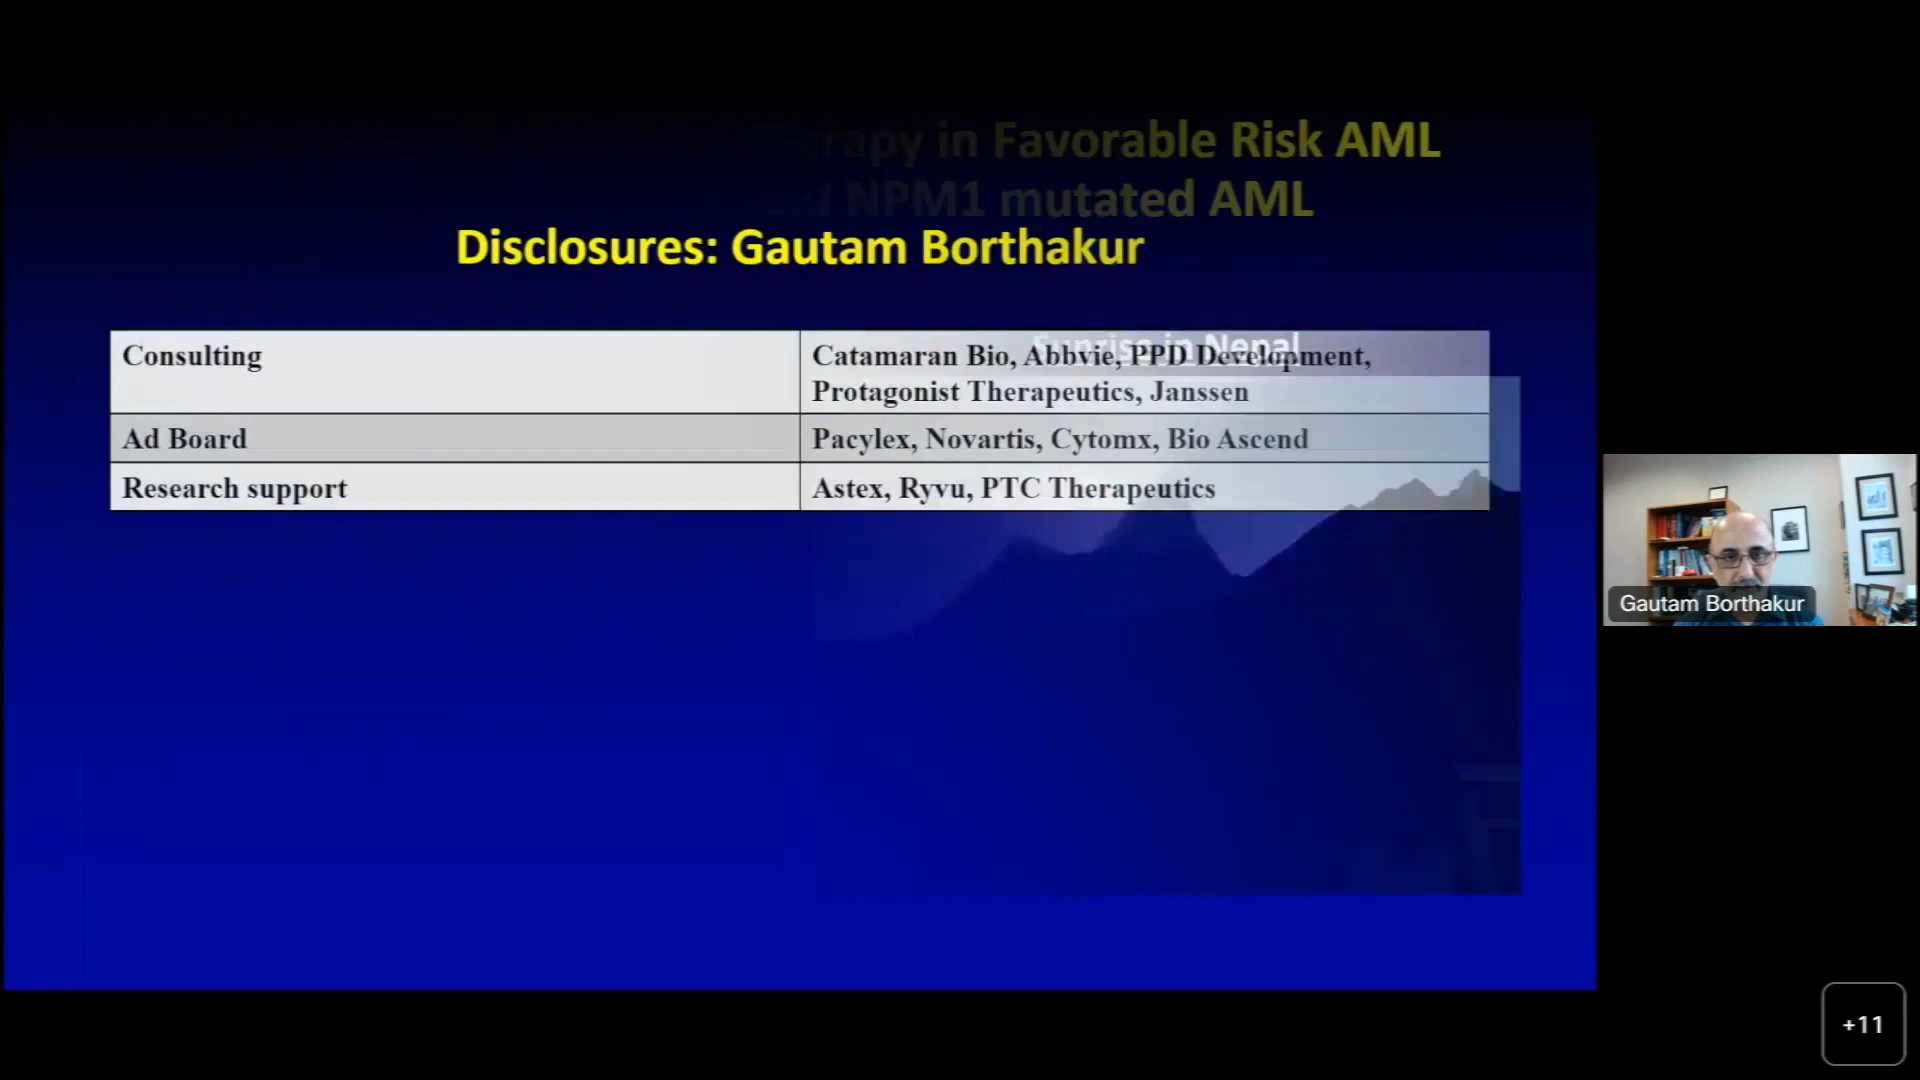 in Favorable Risk AML
NPM1 mutated AML
Disclosures: Gautam Borthakur
Sunrise in Nepal
Consulting
Catamaran Bio, Abbvie, PPD Development,
Protagonist Therapeutics, Janssen
Ad Board
Pacylex, Novartis, Cytomx, Bio Ascend
Research support
Astex, Ryvu, PTC Therapeutics
Gautam Borthakur
+11